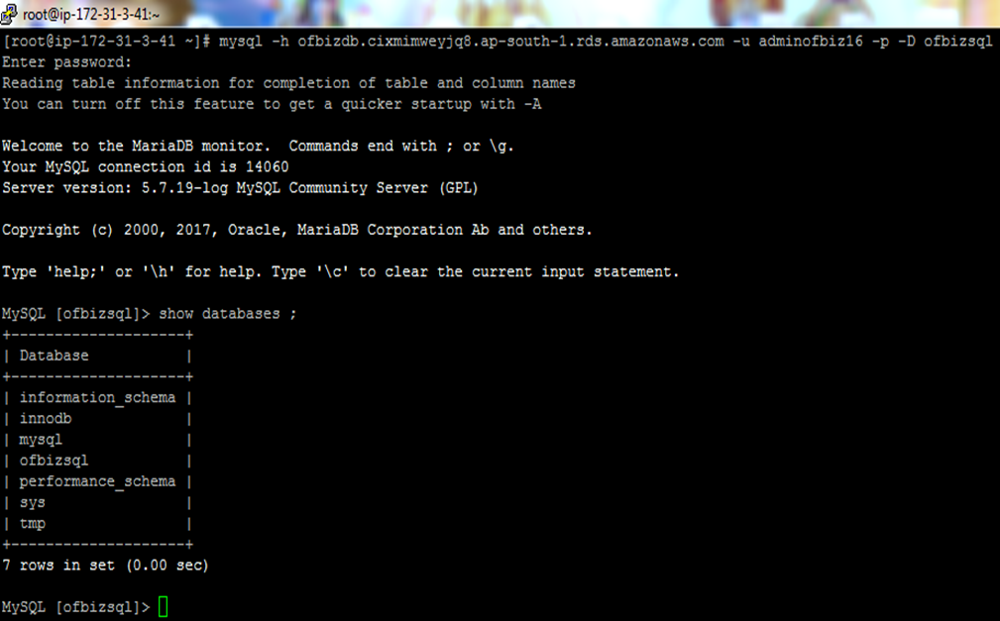 root@ip-172-31-3-41:~
[root@ip-172-31-3-41 ~]# mysql -h ofbizdb.cixmimweyjq8.ap-south-1.rds.amazonaws.com -u adminofbiz16 -p -D ofbizsql
Enter password:
Reading table information for completion of table and column names
You can turn off this feature to get a quicker startup with -A
Welcome to the MariaDB monitor.  Commands end with ; or \g.
Your MySQL connection id is 14060
Server version: 5.7.19-log MySQL Community Server (GPL)
Copyright (c) 2000, 2017, Oracle, MariaDB Corporation Ab and others.
Type 'help;' or '\h' for help. Type '\c' to clear the current input statement.
MySQL [ofbizsql]> show databases ;
+--------------------+
| Database           |
+--------------------+
| information_schema |
| innodb             |
| mysql              |
| ofbizsql           |
| performance_schema |
| sys                |
| tmp                |
+--------------------+
7 rows in set (0.00 sec)
MySQL [ofbizsql]>